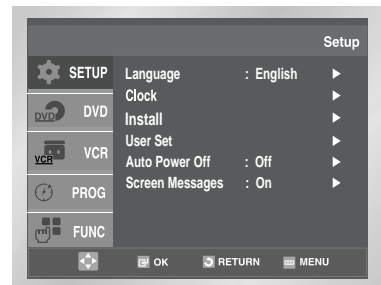 Setup
SETUP
Language : English ►
Clock ►
DVD DVD
Install ►
User Set ►
VCR VCR
Auto Power Off : Off ►
Screen Messages : On ►
PROG
FUNC
OK RETURN MENU